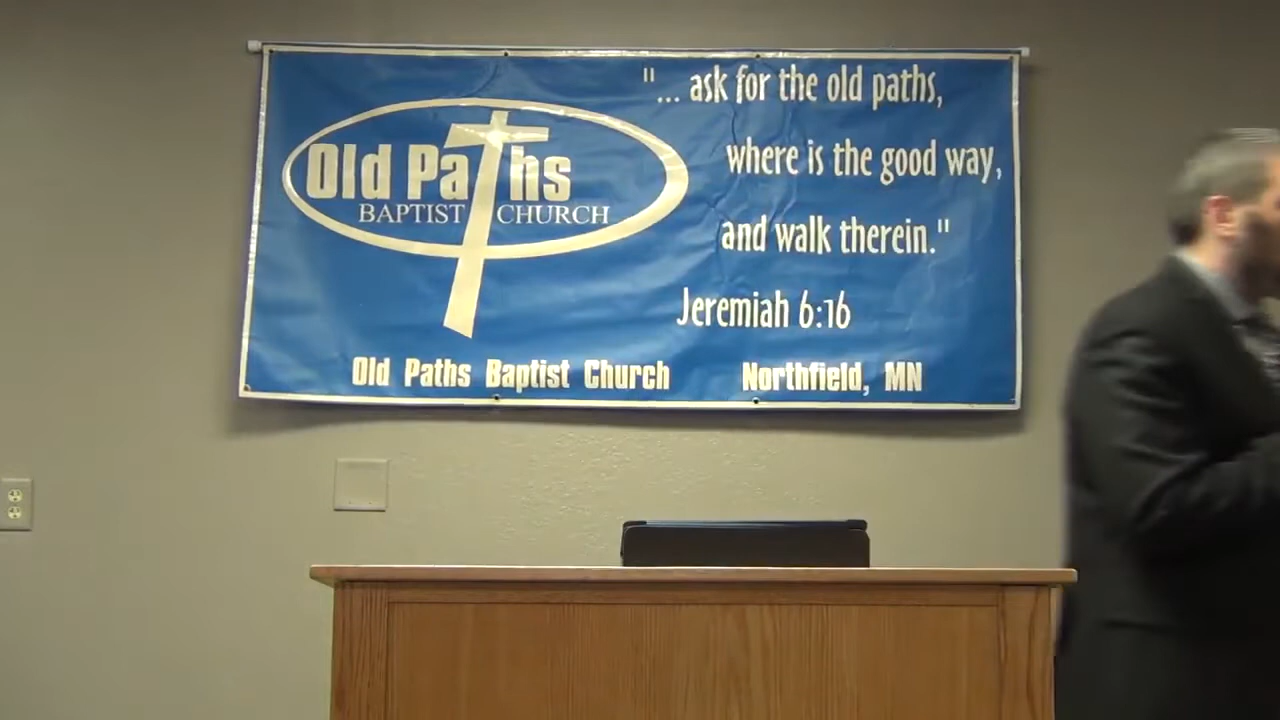 Old Paths
BAPTIST CHURCH
"... ask for the old paths,
where is the good way,
and walk therein."
Jeremiah 6:16
Old Paths Baptist Church Northfield, MN